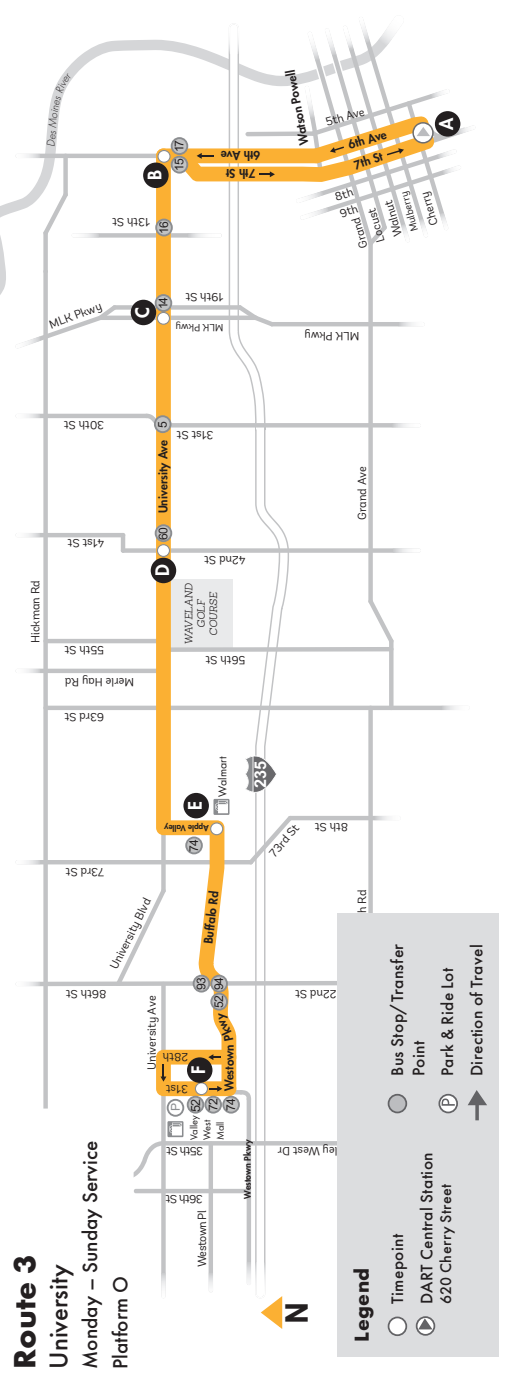 Route 3
University
Monday – Sunday Service
Platform O
N
Legend
Timepoint
DART Central Station
620 Cherry Street
Bus Stop/Transfer
Point
Park & Ride Lot
Direction of Travel
Westown Pl
36th St
35th St
Westown Pkwy
ley West Dr
P
Valley
West
Mall
52
72
74
31st
F
28th
Westown Pkwy
University Ave
86th St
22nd St
93
52
94
University Blvd
Buffalo Rd
73rd St
73rd St
8th St
h Rd
74
Apple Valley
E
Walmart
235
63rd St
Merle Hay Rd
55th St
56th St
Hickman Rd
WAVELAND
GOLF
COURSE
D
60
41st St
42nd St
University Ave
Grand Ave
5
30th St
31st St
C
14
MLK Pkwy
19th St
MLK Pkwy
MLK Pkwy
16
13th St
B
15
17
6th Ave
7th St
Des Moines River
Watson Powell
5th Ave
6th Ave
7th St
8th
9th
Grand
Locust
Walnut
Mulberry
Cherry
A